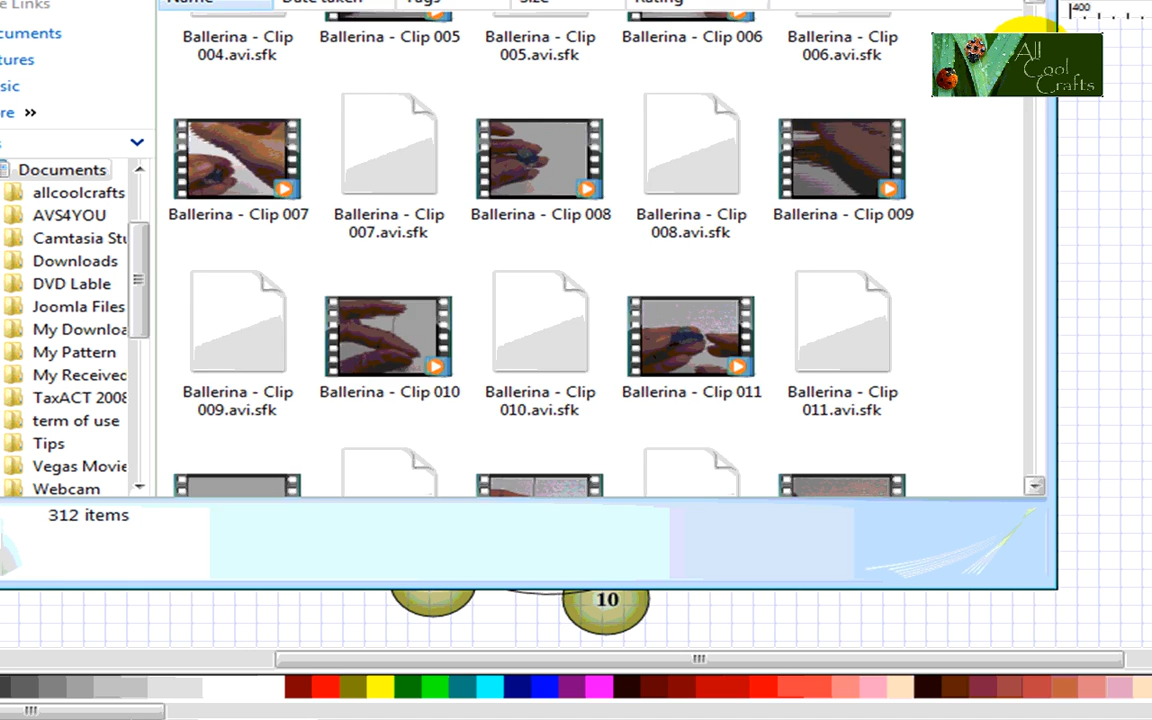 Name Date taken Tags Size Rating
e Links
cuments
tures
sic
re »
s
Documents
allcoolcrafts
AVS4YOU
Camtasia Stu
Downloads
DVD Lable
Joomla Files
My Downloa
My Pattern
My Received
TaxACT 2008
term of use
Tips
Vegas Movie
Webcam
Ballerina - Clip
004.avi.sfk
Ballerina - Clip 005
Ballerina - Clip
005.avi.sfk
Ballerina - Clip 006
Ballerina - Clip
006.avi.sfk
Ballerina - Clip 007
Ballerina - Clip
007.avi.sfk
Ballerina - Clip 008
Ballerina - Clip
008.avi.sfk
Ballerina - Clip 009
Ballerina - Clip
009.avi.sfk
Ballerina - Clip 010
Ballerina - Clip
010.avi.sfk
Ballerina - Clip 011
Ballerina - Clip
011.avi.sfk
312 items
400
All
Cool
Crafts
10